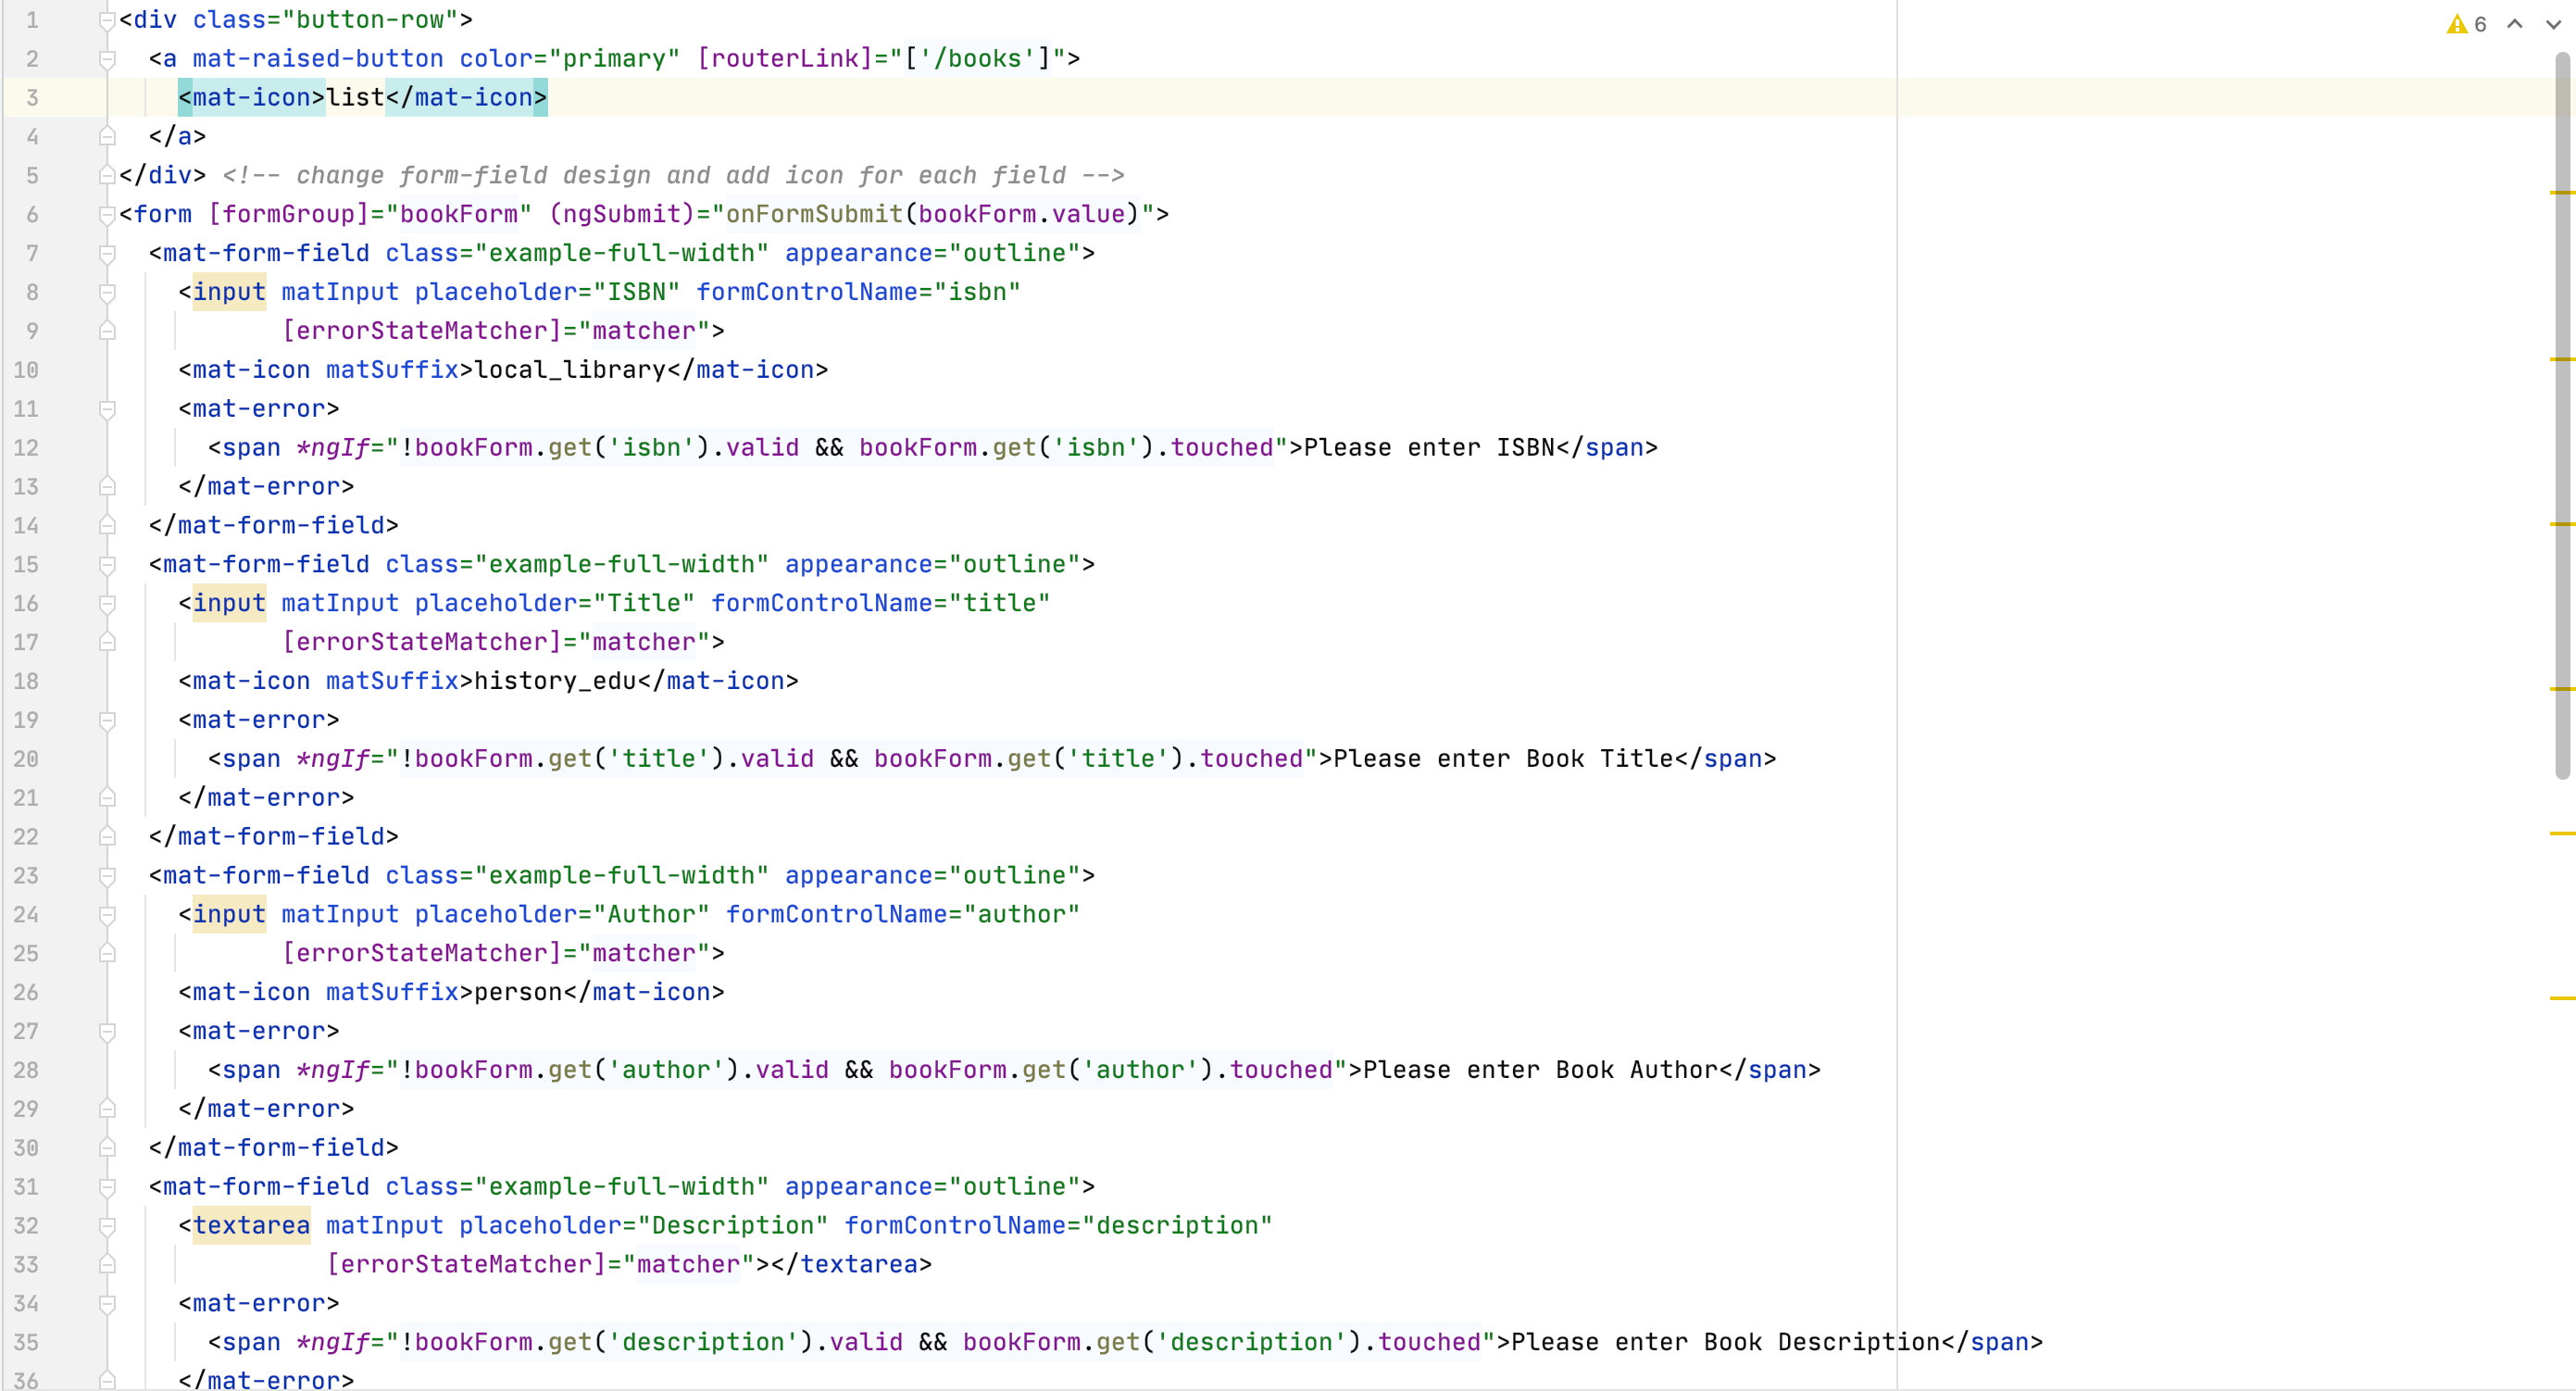 6
1 <div class="button-row">
2   <a mat-raised-button color="primary" [routerLink]="['/books']">
3     <mat-icon>list</mat-icon>
4   </a>
5 </div> <!-- change form-field design and add icon for each field -->
6 <form [formGroup]="bookForm" (ngSubmit)="onFormSubmit(bookForm.value)">
7   <mat-form-field class="example-full-width" appearance="outline">
8     <input matInput placeholder="ISBN" formControlName="isbn"
9            [errorStateMatcher]="matcher">
10     <mat-icon matSuffix>local_library</mat-icon>
11     <mat-error>
12       <span *ngIf="!bookForm.get('isbn').valid && bookForm.get('isbn').touched">Please enter ISBN</span>
13     </mat-error>
14   </mat-form-field>
15   <mat-form-field class="example-full-width" appearance="outline">
16     <input matInput placeholder="Title" formControlName="title"
17            [errorStateMatcher]="matcher">
18     <mat-icon matSuffix>history_edu</mat-icon>
19     <mat-error>
20       <span *ngIf="!bookForm.get('title').valid && bookForm.get('title').touched">Please enter Book Title</span>
21     </mat-error>
22   </mat-form-field>
23   <mat-form-field class="example-full-width" appearance="outline">
24     <input matInput placeholder="Author" formControlName="author"
25            [errorStateMatcher]="matcher">
26     <mat-icon matSuffix>person</mat-icon>
27     <mat-error>
28       <span *ngIf="!bookForm.get('author').valid && bookForm.get('author').touched">Please enter Book Author</span>
29     </mat-error>
30   </mat-form-field>
31   <mat-form-field class="example-full-width" appearance="outline">
32     <textarea matInput placeholder="Description" formControlName="description"
33               [errorStateMatcher]="matcher"></textarea>
34     <mat-error>
35       <span *ngIf="!bookForm.get('description').valid && bookForm.get('description').touched">Please enter Book Description</span>
36     </mat-error>